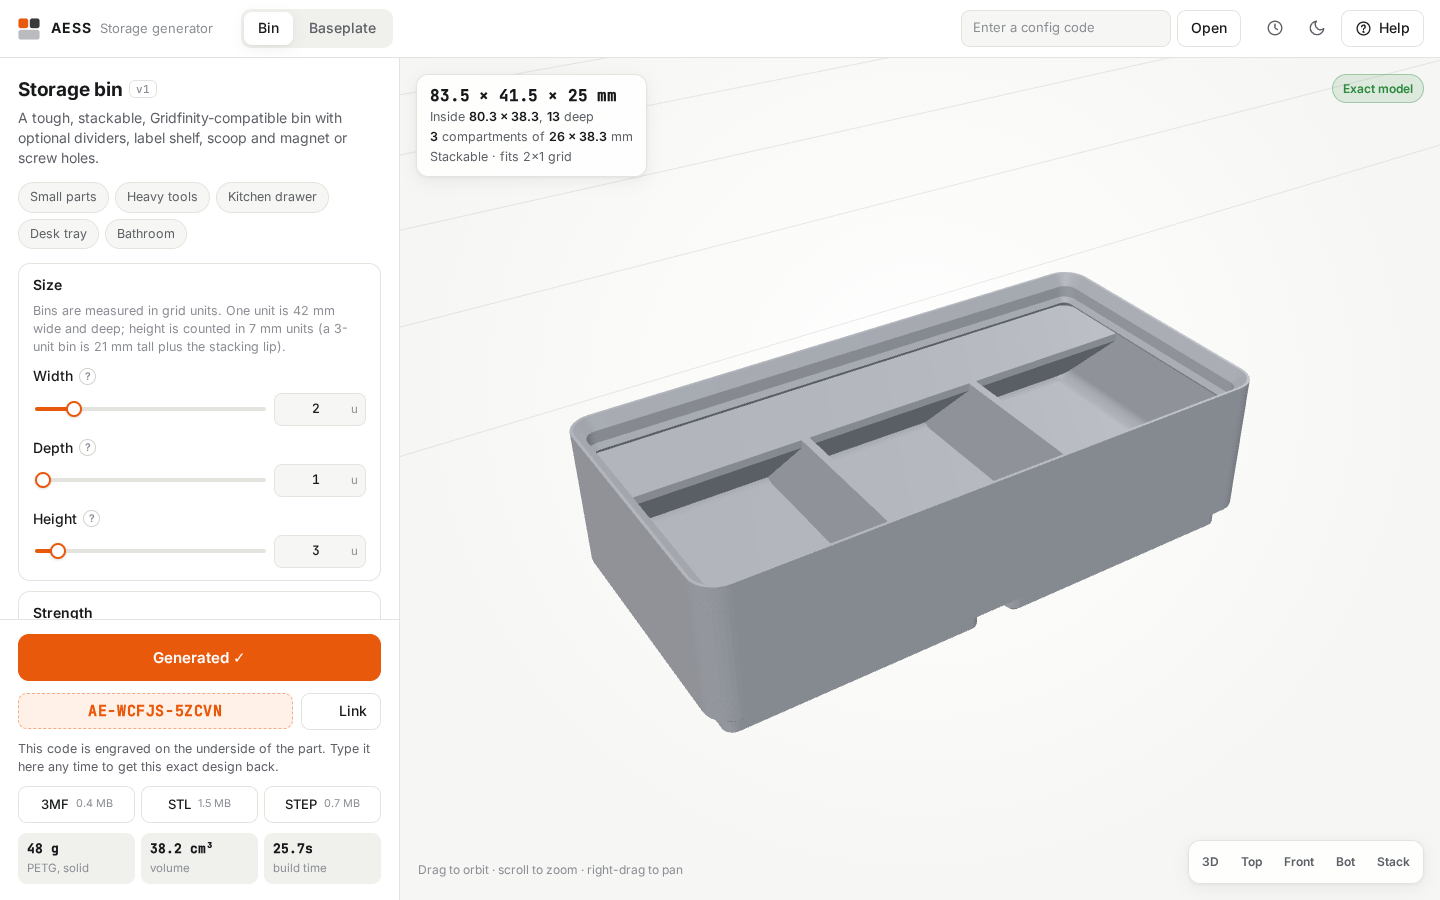 AESS Storage generator
Bin
Baseplate
Enter a config code
Open
Help
Storage bin v1
A tough, stackable, Gridfinity-compatible bin with
optional dividers, label shelf, scoop and magnet or
screw holes.
Small parts
Heavy tools
Kitchen drawer
Desk tray
Bathroom
Size
Bins are measured in grid units. One unit is 42 mm
wide and deep; height is counted in 7 mm units (a 3-
unit bin is 21 mm tall plus the stacking lip).
Width ?
2 u
Depth ?
1 u
Height ?
3 u
Strength
Generated ✓
AE-WCFJS-5ZCVN
Link
This code is engraved on the underside of the part. Type it
here any time to get this exact design back.
3MF 0.4 MB
STL 1.5 MB
STEP 0.7 MB
48 g
PETG, solid
38.2 cm³
volume
25.7s
build time
83.5 × 41.5 × 25 mm
Inside 80.3 × 38.3, 13 deep
3 compartments of 26 × 38.3 mm
Stackable · fits 2×1 grid
Exact model
Drag to orbit · scroll to zoom · right-drag to pan
3D
Top
Front
Bot
Stack